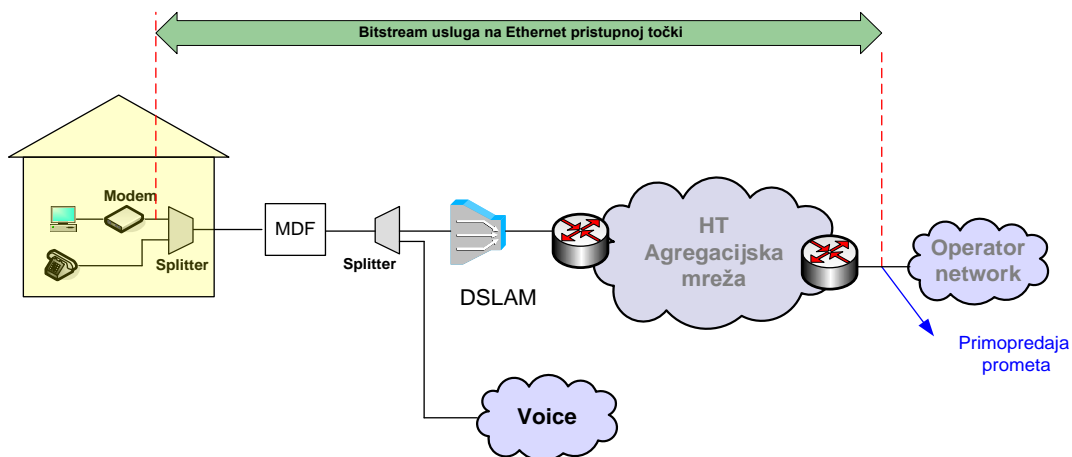 Bitstream usluga na Ethernet pristupnoj točki
Modem
Splitter
MDF
Splitter
DSLAM
HT
Agregacijska
mreža
Operator
network
Primopredaja
prometa
Voice